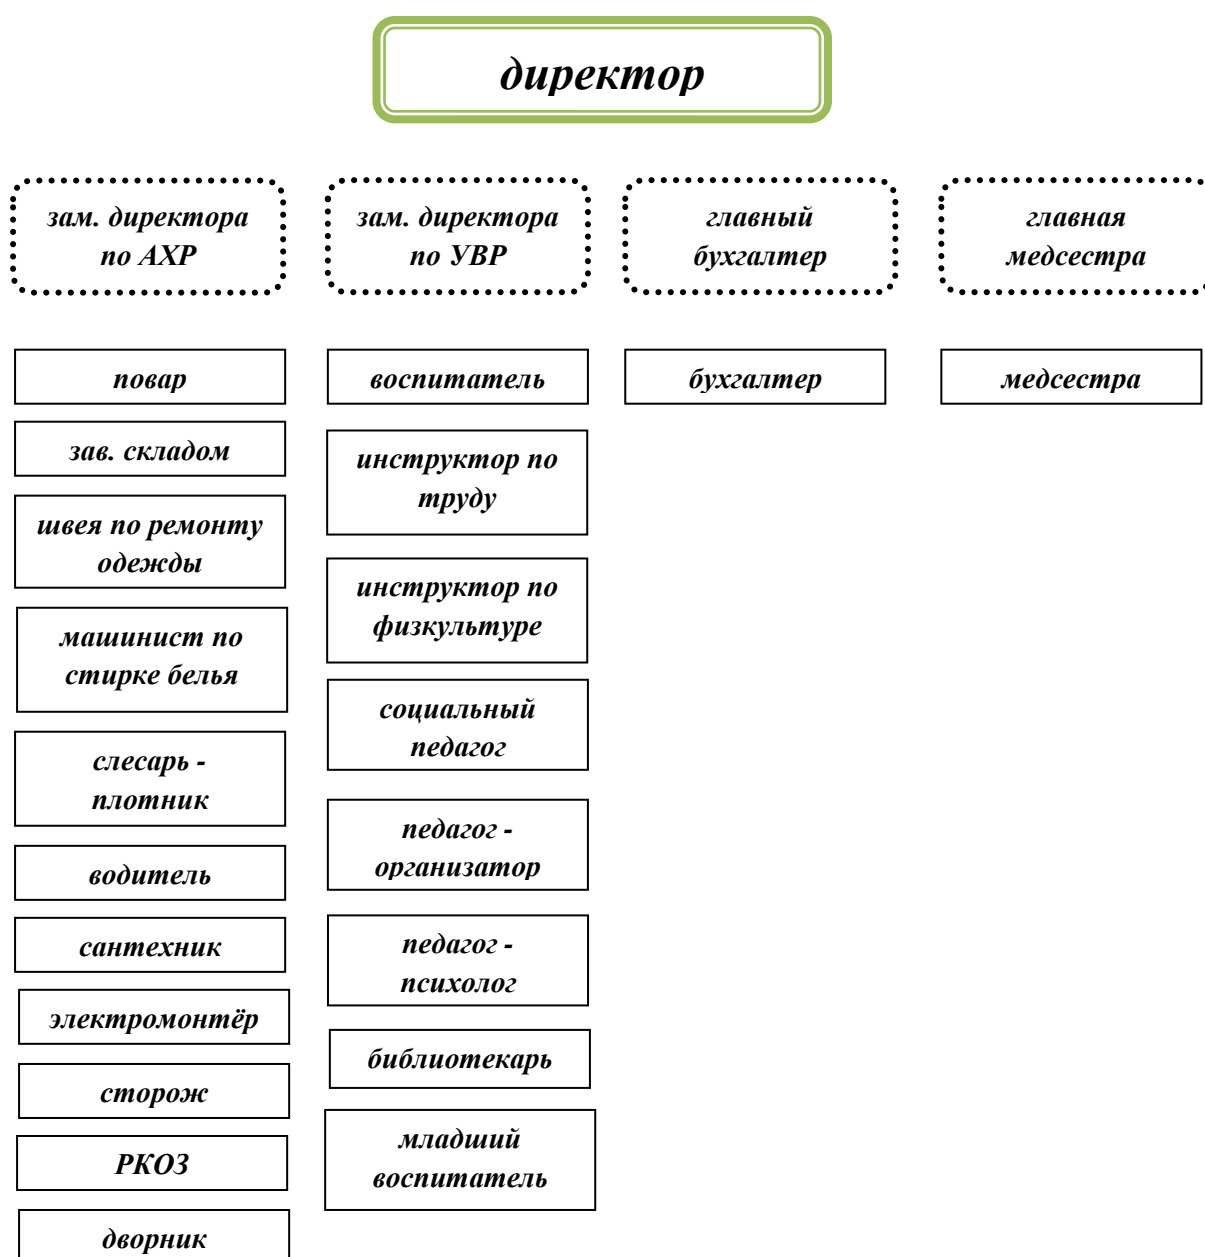 директор
зам. директора
по АХР
зам. директора
по УВР
главный
бухгалтер
главная
медсестра
повар
зав. складом
швея по ремонту
одежды
машинист по
стирке белья
слесарь -
плотник
водитель
сантехник
электромонтёр
сторож
РКОЗ
дворник
воспитатель
инструктор по
труду
инструктор по
физкультуре
социальный
педагог
педагог -
организатор
педагог -
психолог
библиотекарь
младший
воспитатель
бухгалтер
медсестра